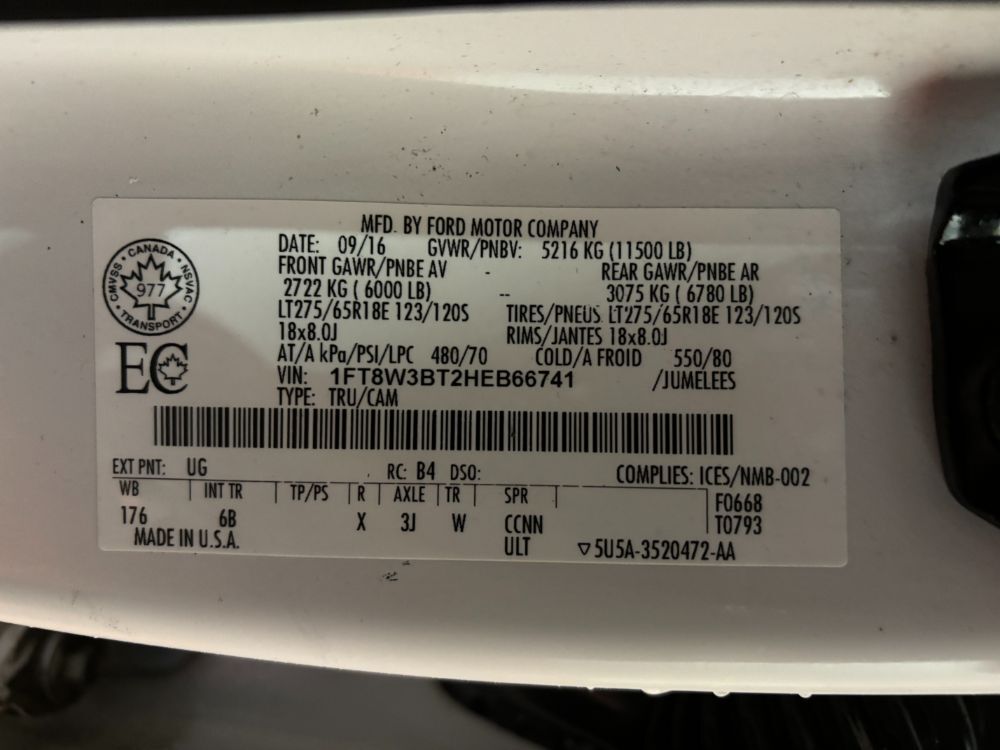 MFD. BY FORD MOTOR COMPANY
DATE: 09/16 GVWR/PNBV: 5216 KG (11500 LB)
FRONT GAWR/PNBE AV - REAR GAWR/PNBE AR
2722 KG ( 6000 LB) -- 3075 KG ( 6780 LB)
LT275/65R18E 123/120S TIRES/PNEUS LT275/65R18E 123/120S
18x8.0J RIMS/JANTES 18x8.0J
AT/A kPa/PSI/LPC 480/70 COLD/A FROID 550/80
VIN: 1FT8W3BT2HEB66741 /JUMELEES
TYPE: TRU/CAM
CMVSS • CANADA • NSVAC • TRANSPORT •
977
EC
EXT PNT: UG RC: B4 DSO: COMPLIES: ICES/NMB-002
WB | INT TR | TP/PS | R | AXLE | TR | SPR | F0668
176 6B X 3J W CCNN T0793
MADE IN U.S.A. ULT ▽5U5A-3520472-AA